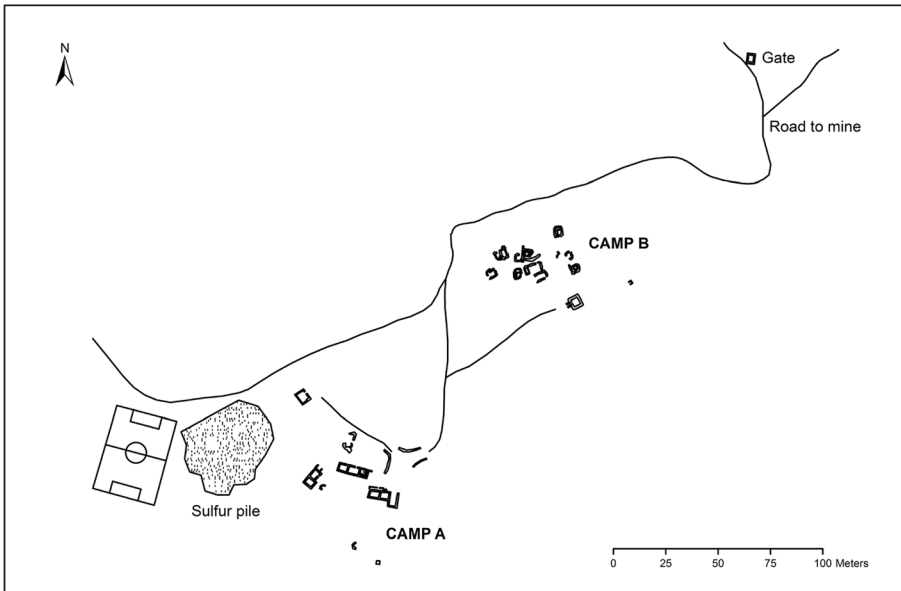 N
Gate
Road to mine
CAMP B
Sulfur pile
CAMP A
0 25 50 75 100 Meters